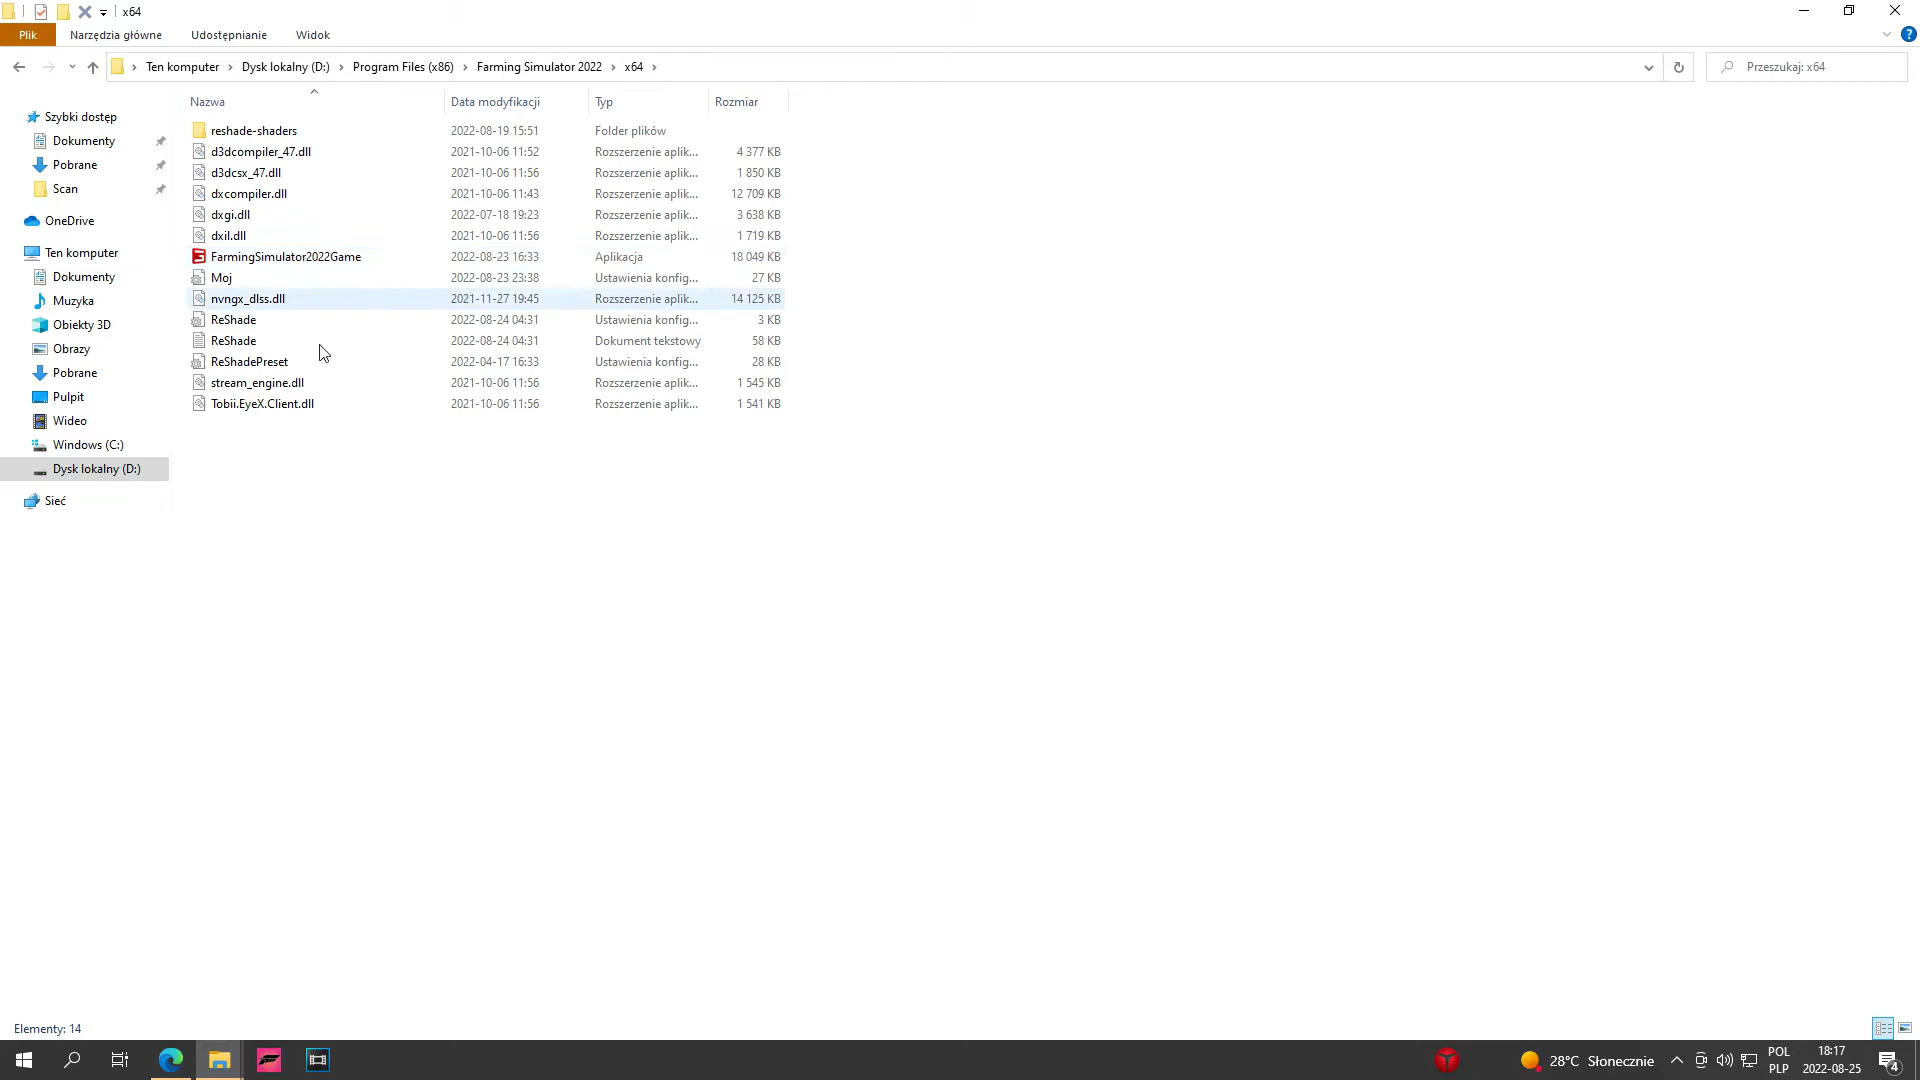 x64
Plik Narzędzia główne Udostępnianie Widok
Ten komputer Dysk lokalny (D:) Program Files (x86) Farming Simulator 2022 x64
Przeszukaj: x64
Szybki dostęp
Dokumenty
Pobrane
Scan
OneDrive
Ten komputer
Dokumenty
Muzyka
Obiekty 3D
Obrazy
Pobrane
Pulpit
Wideo
Windows (C:)
Dysk lokalny (D:)
Sieć
Nazwa Data modyfikacji Typ Rozmiar
reshade-shaders 2022-08-19 15:51 Folder plików
d3dcompiler_47.dll 2021-10-06 11:52 Rozszerzenie aplik... 4 377 KB
d3dcsx_47.dll 2021-10-06 11:56 Rozszerzenie aplik... 1 850 KB
dxcompiler.dll 2021-10-06 11:43 Rozszerzenie aplik... 12 709 KB
dxgi.dll 2022-07-18 19:23 Rozszerzenie aplik... 3 638 KB
dxil.dll 2021-10-06 11:56 Rozszerzenie aplik... 1 719 KB
FarmingSimulator2022Game 2022-08-23 16:33 Aplikacja 18 049 KB
Moj 2022-08-23 23:38 Ustawienia konfig... 27 KB
nvngx_dlss.dll 2021-11-27 19:45 Rozszerzenie aplik... 14 125 KB
ReShade 2022-08-24 04:31 Ustawienia konfig... 3 KB
ReShade 2022-08-24 04:31 Dokument tekstowy 58 KB
ReShadePreset 2022-04-17 16:33 Ustawienia konfig... 28 KB
stream_engine.dll 2021-10-06 11:56 Rozszerzenie aplik... 1 545 KB
Tobii.EyeX.Client.dll 2021-10-06 11:56 Rozszerzenie aplik... 1 541 KB
Elementy: 14
28°C Słonecznie
POL
PLP
18:17
2022-08-25
4